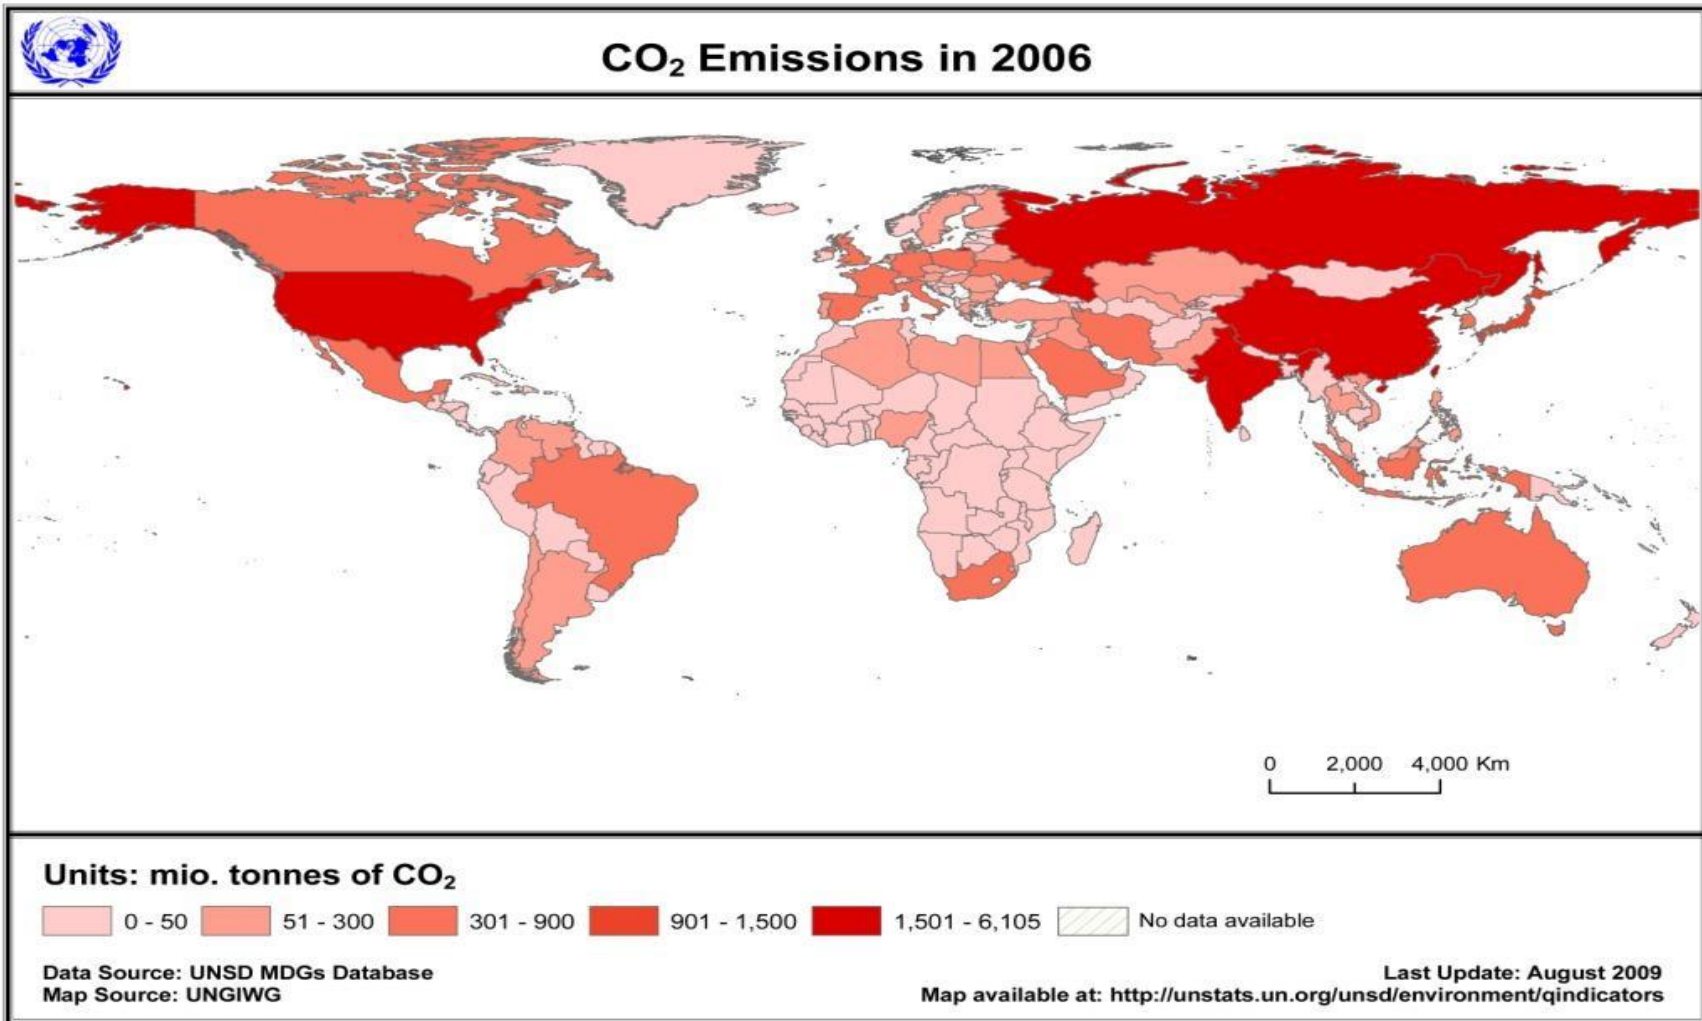 CO₂ Emissions in 2006
0 2,000 4,000 Km
Units: mio. tonnes of CO₂
0 - 50 51 - 300 301 - 900 901 - 1,500 1,501 - 6,105 No data available
Data Source: UNSD MDGs Database
Map Source: UNGIWG
Last Update: August 2009
Map available at: http://unstats.un.org/unsd/environment/qindicators